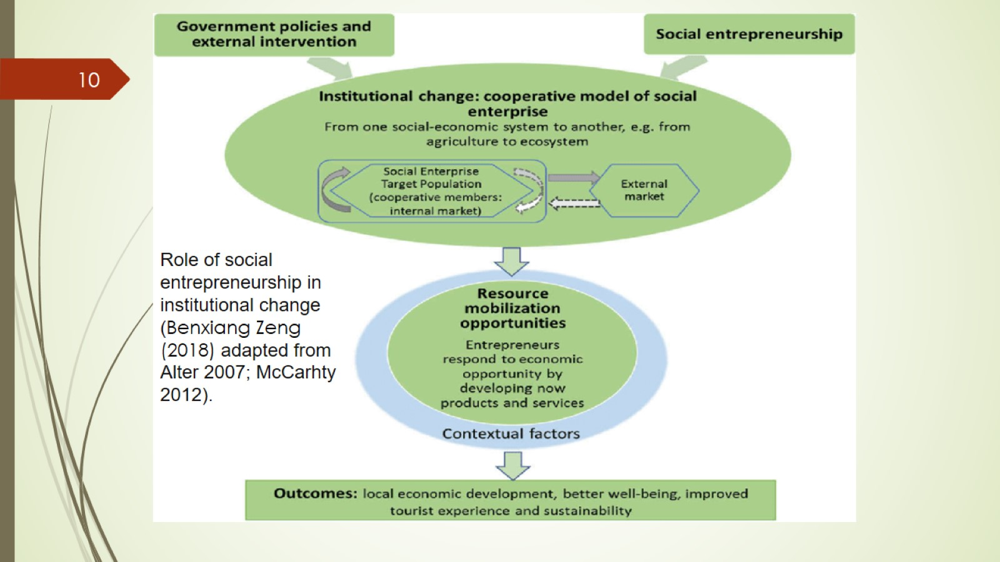 Government policies and
external intervention
Social entrepreneurship
10
Institutional change: cooperative model of social
enterprise
From one social-economic system to another, e.g. from
agriculture to ecosystem
Social Enterprise
Target Population
(cooperative members:
internal market)
External
market
Role of social
entrepreneurship in
institutional change
(Benxiang Zeng
(2018) adapted from
Alter 2007; McCarhty
2012).
Resource
mobilization
opportunities
Entrepreneurs
respond to economic
opportunity by
developing now
products and services
Contextual factors
Outcomes: local economic development, better well-being, improved
tourist experience and sustainability